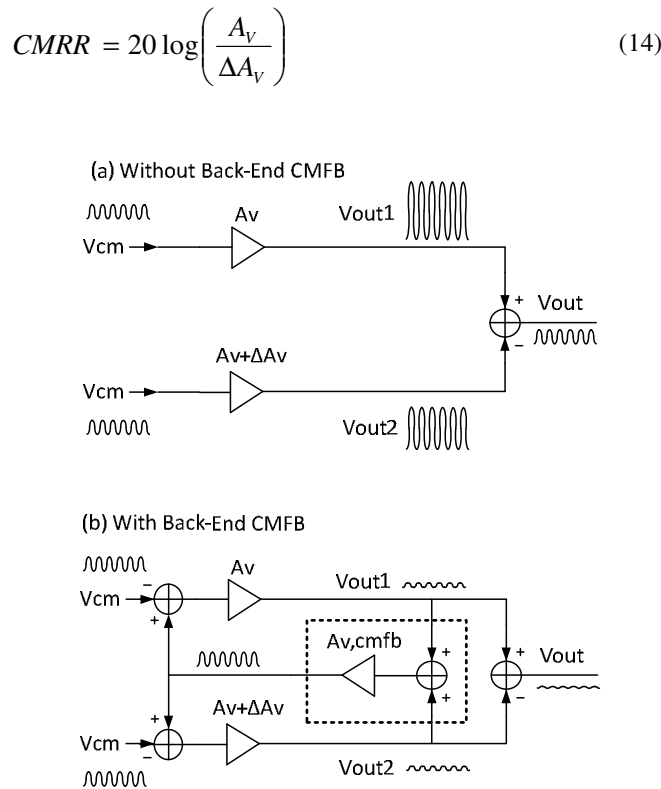 CMRR = 20 log(A_V / ΔA_V) (14)
(a) Without Back-End CMFB
Av
Vout1
Vcm
+
Vout
−
Av+ΔAv
Vcm
Vout2
(b) With Back-End CMFB
Av
Vout1
−
Vcm
+
Av,cmfb
+
+
+
Vout
−
+
Av+ΔAv
Vcm
−
Vout2